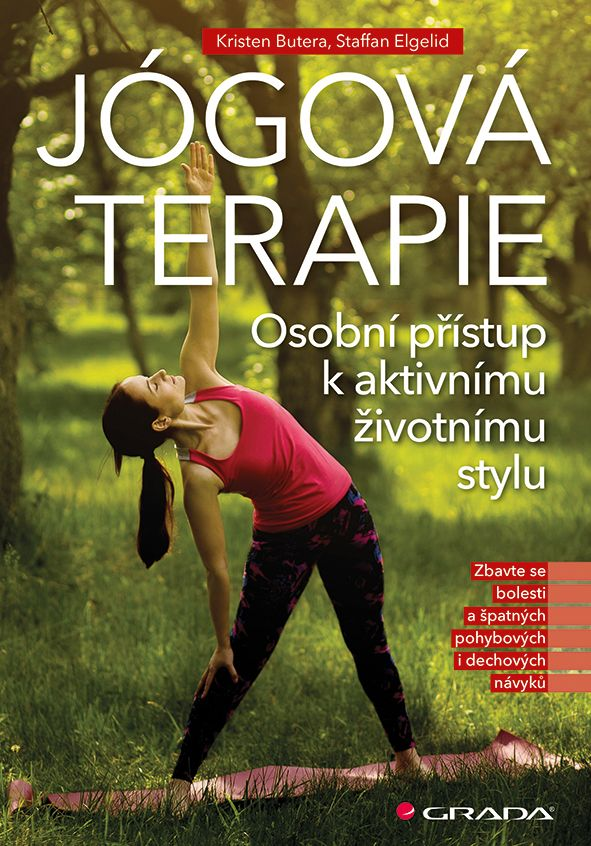 Kristen Butera, Staffan Elgelid
JÓGOVÁ
TERAPIE
Osobní přístup
k aktivnímu
životnímu
stylu
Zbavte se
bolesti
a špatných
pohybových
i dechových
návyků
GRADA®